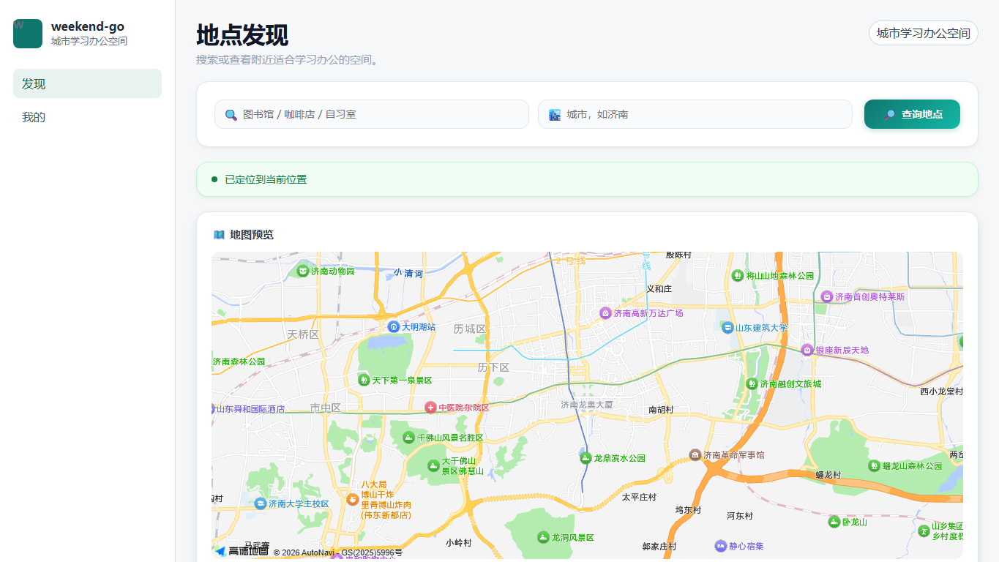 W
weekend-go
城市学习办公空间
发现
我的
地点发现
搜索或查看附近适合学习办公的空间。
城市学习办公空间
图书馆 / 咖啡店 / 自习室
城市，如济南
查询地点
已定位到当前位置
地图预览
2号线
号线
殷陈村
济南动物园
小清河
将山山地森林公园
义和庄
济南首创奥特莱斯
济南高新万达广场
大明湖站
历城区
山东建筑大学
天桥区
银座新辰天地
济南森林公园
历下区
天下第一泉景区
济南融创文旅城
西小龙堂村
山东舜和国际酒店
市中区
中医院东院区
济南龙奥大厦
南胡村
千佛山风景名胜区
大千佛山
景区佛慧山
龙鼎滨水公园
济南革命军事馆
蟠龙山森林公园
蟠龙村
八大局
博山干炸
里脊博山炸肉
(伟东新都店)
济南大学主校区
太平庄村
坞东村
河东村
卧龙山
山乡集团
乡村度假
龙洞风景区
小岭村
郭家庄村
静心宿集
高德地图
© 2026 AutoNavi - GS(2025)5996号